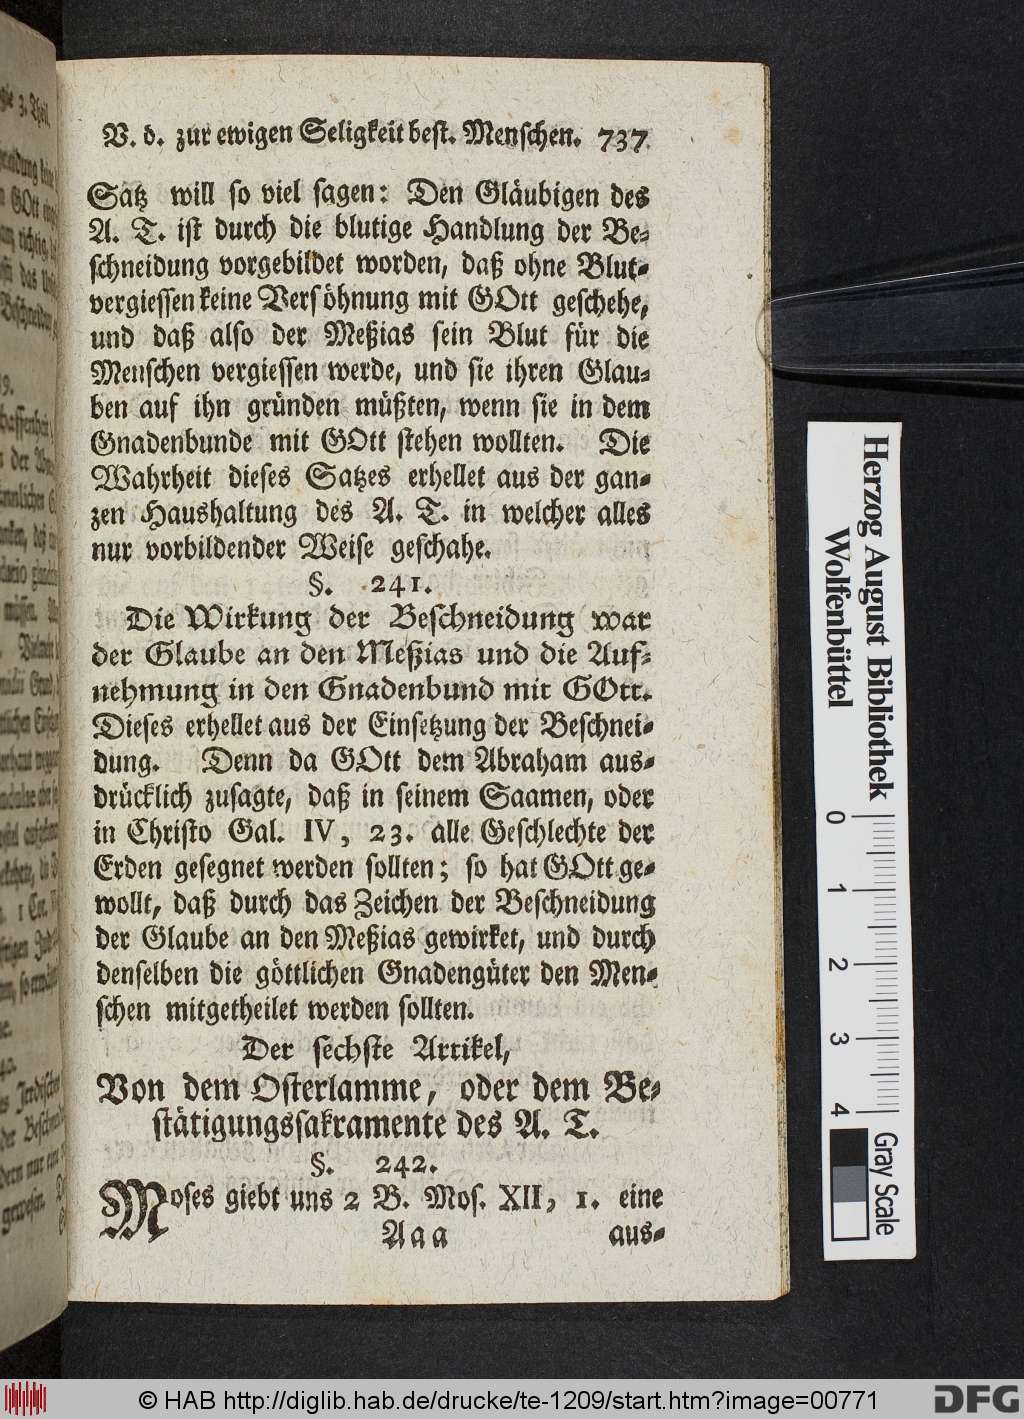 V. d. zur ewigen Seligkeit best. Menschen. 737
Satz will so viel sagen: Den Gläubigen des
A. T. ist durch die blutige Handlung der Be-
schneidung vorgebildet worden, daß ohne Blut-
vergiessen keine Versöhnung mit GOtt geschehe,
und daß also der Meßias sein Blut für die
Menschen vergiessen werde, und sie ihren Glau-
ben auf ihn gründen müßten, wenn sie in dem
Gnadenbunde mit GOtt stehen wollten. Die
Wahrheit dieses Satzes erhellet aus der gan-
zen Haushaltung des A. T. in welcher alles
nur vorbildender Weise geschahe.
§. 241.
Die Wirkung der Beschneidung war
der Glaube an den Meßias und die Auf-
nehmung in den Gnadenbund mit GOtt.
Dieses erhellet aus der Einsetzung der Beschnei-
dung. Denn da GOtt dem Abraham aus-
drücklich zusagte, daß in seinem Saamen, oder
in Christo Gal. IV, 23. alle Geschlechte der
Erden gesegnet werden sollten; so hat GOtt ge-
wollt, daß durch das Zeichen der Beschneidung
der Glaube an den Meßias gewirket, und durch
denselben die göttlichen Gnadengüter den Men-
schen mitgetheilet werden sollten.
Der sechste Artikel,
Von dem Osterlamme, oder dem Be-
stätigungssakramente des A. T.
§. 242.
Moses giebt uns 2 B. Mos. XII, 1. eine
Aaa aus-
Herzog August Bibliothek
Wolfenbüttel
0 1 2 3 4
Gray Scale
© HAB http://diglib.hab.de/drucke/te-1209/start.htm?image=00771
DFG